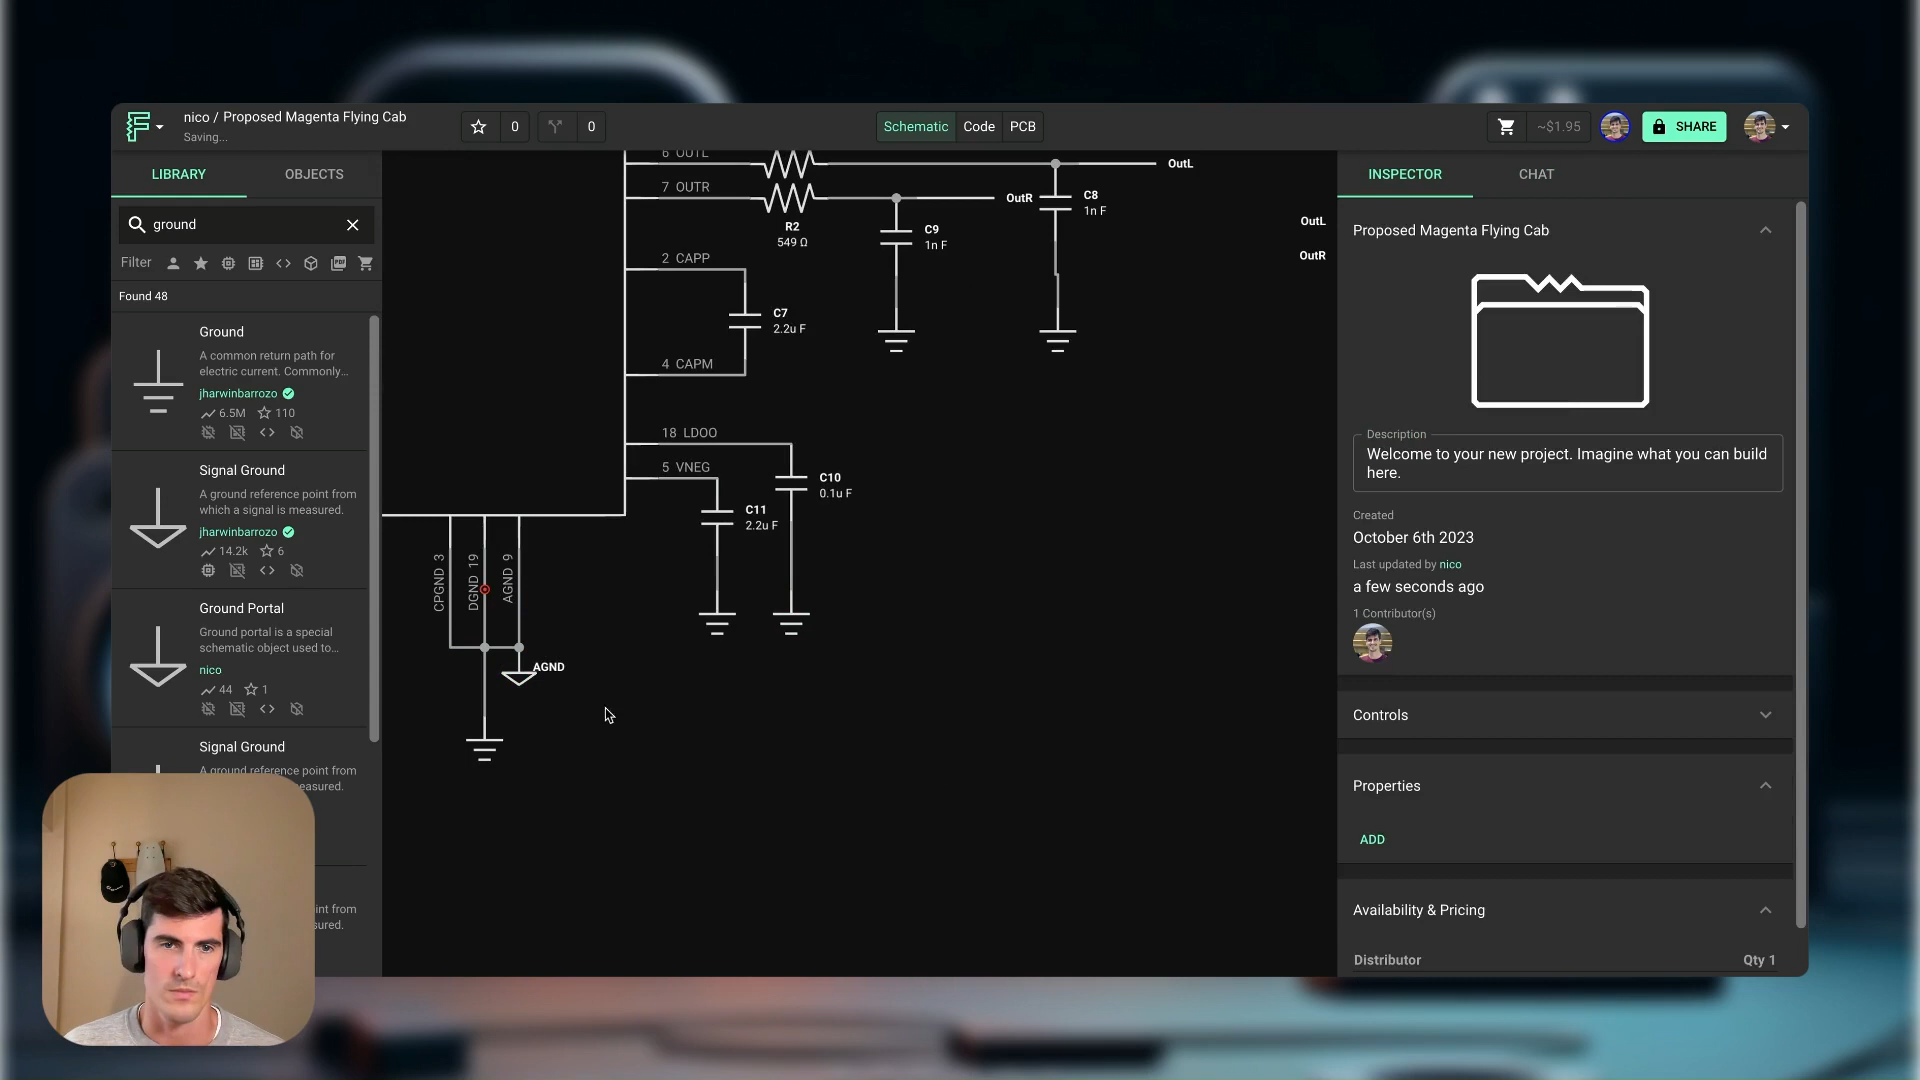 nico / Proposed Magenta Flying Cab
Saving...
0
0
Schematic
Code
PCB
~$1.95
SHARE
LIBRARY
OBJECTS
ground
Filter
PDF
Found 48
Ground
A common return path for
electric current. Commonly...
jharwinbarrozo
6.5M
110
Signal Ground
A ground reference point from
which a signal is measured.
jharwinbarrozo
14.2k
6
Ground Portal
Ground portal is a special
schematic object used to...
nico
44
1
Signal Ground
A ground reference point from
easured.
int from
sured.
6 OUTL
OutL
7 OUTR
OutR
R2
549 Ω
C8
1n F
C9
1n F
OutL
OutR
2 CAPP
C7
2.2u F
4 CAPM
18 LDOO
5 VNEG
C10
0.1u F
C11
2.2u F
CPGND 3
DGND 19
AGND 9
AGND
INSPECTOR
CHAT
Proposed Magenta Flying Cab
Description
Welcome to your new project. Imagine what you can build
here.
Created
October 6th 2023
Last updated by nico
a few seconds ago
1 Contributor(s)
Controls
Properties
ADD
Availability & Pricing
Distributor
Qty 1